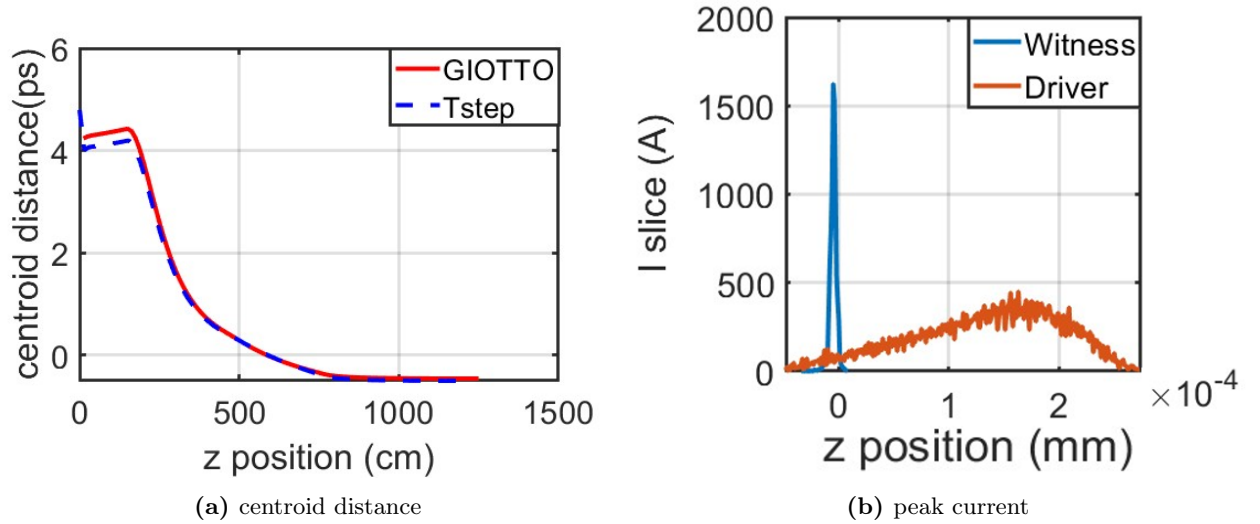 6
4
2
0
centroid distance(ps)
GIOTTO
Tstep
0 500 1000 1500
z position (cm)
(a) centroid distance
2000
1500
1000
500
0
I slice (A)
Witness
Driver
0 1 2
×10⁻⁴
z position (mm)
(b) peak current